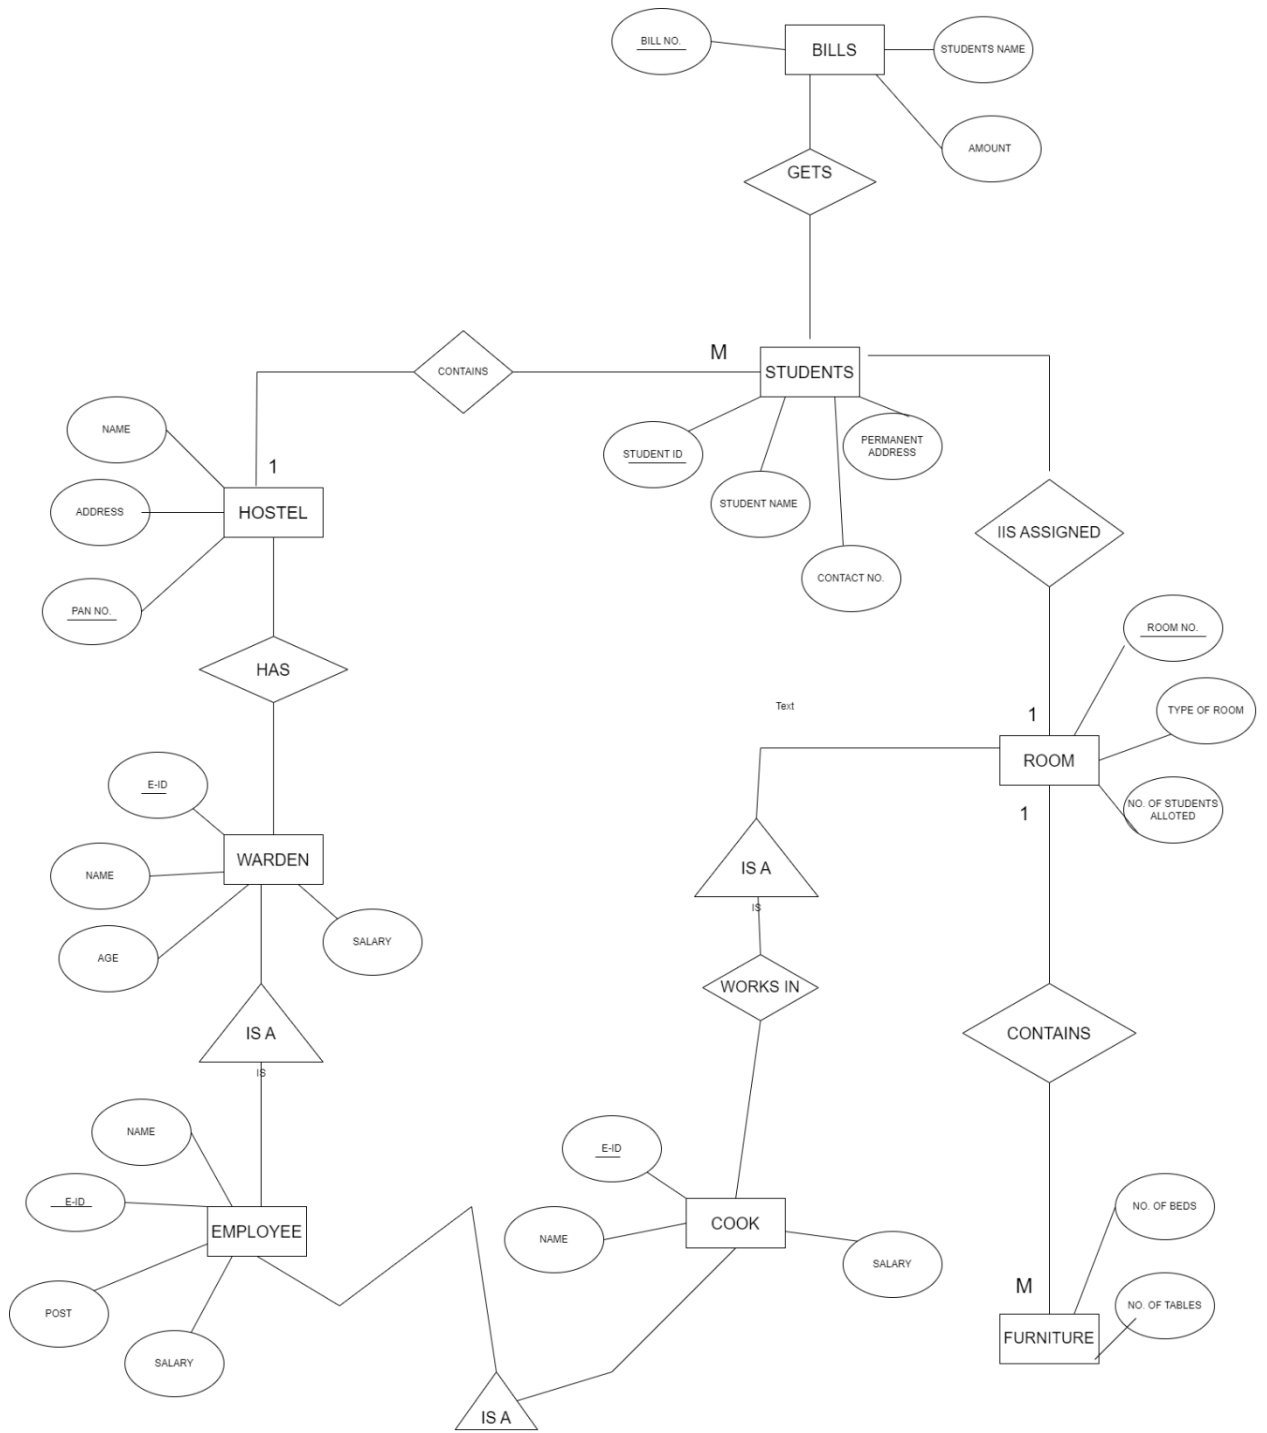 BILL NO.
BILLS
STUDENTS NAME
AMOUNT
GETS
M
CONTAINS
STUDENTS
NAME
PERMANENT
ADDRESS
STUDENT ID
1
STUDENT NAME
ADDRESS
HOSTEL
IIS ASSIGNED
CONTACT NO.
PAN NO.
ROOM NO.
HAS
Text
TYPE OF ROOM
1
ROOM
E-ID
NO. OF STUDENTS
ALLOTED
1
WARDEN
IS A
NAME
IS
SALARY
AGE
WORKS IN
IS A
CONTAINS
IS
NAME
E-ID
E-ID
NO. OF BEDS
EMPLOYEE
COOK
NAME
SALARY
M
POST
NO. OF TABLES
FURNITURE
SALARY
IS A